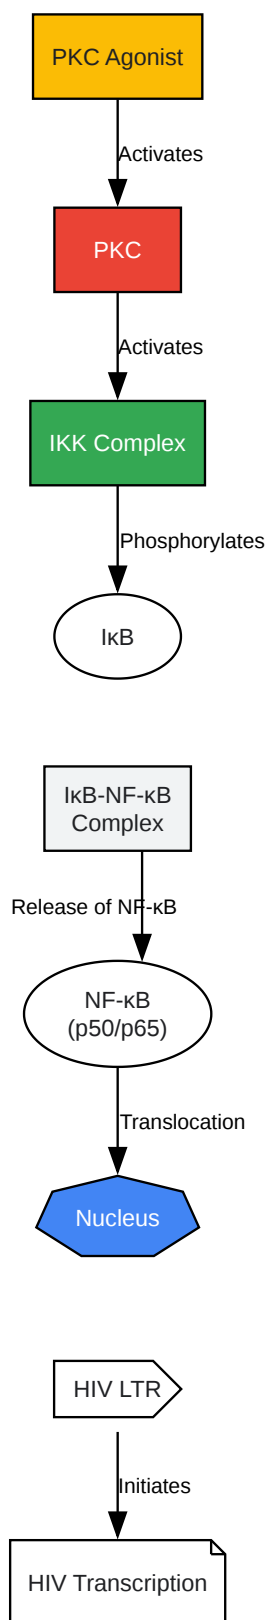 PKC Agonist
Activates
PKC
Activates
IKK Complex
Phosphorylates
IκB
IκB-NF-κB
Complex
Release of NF-κB
NF-κB
(p50/p65)
Translocation
Nucleus
HIV LTR
Initiates
HIV Transcription